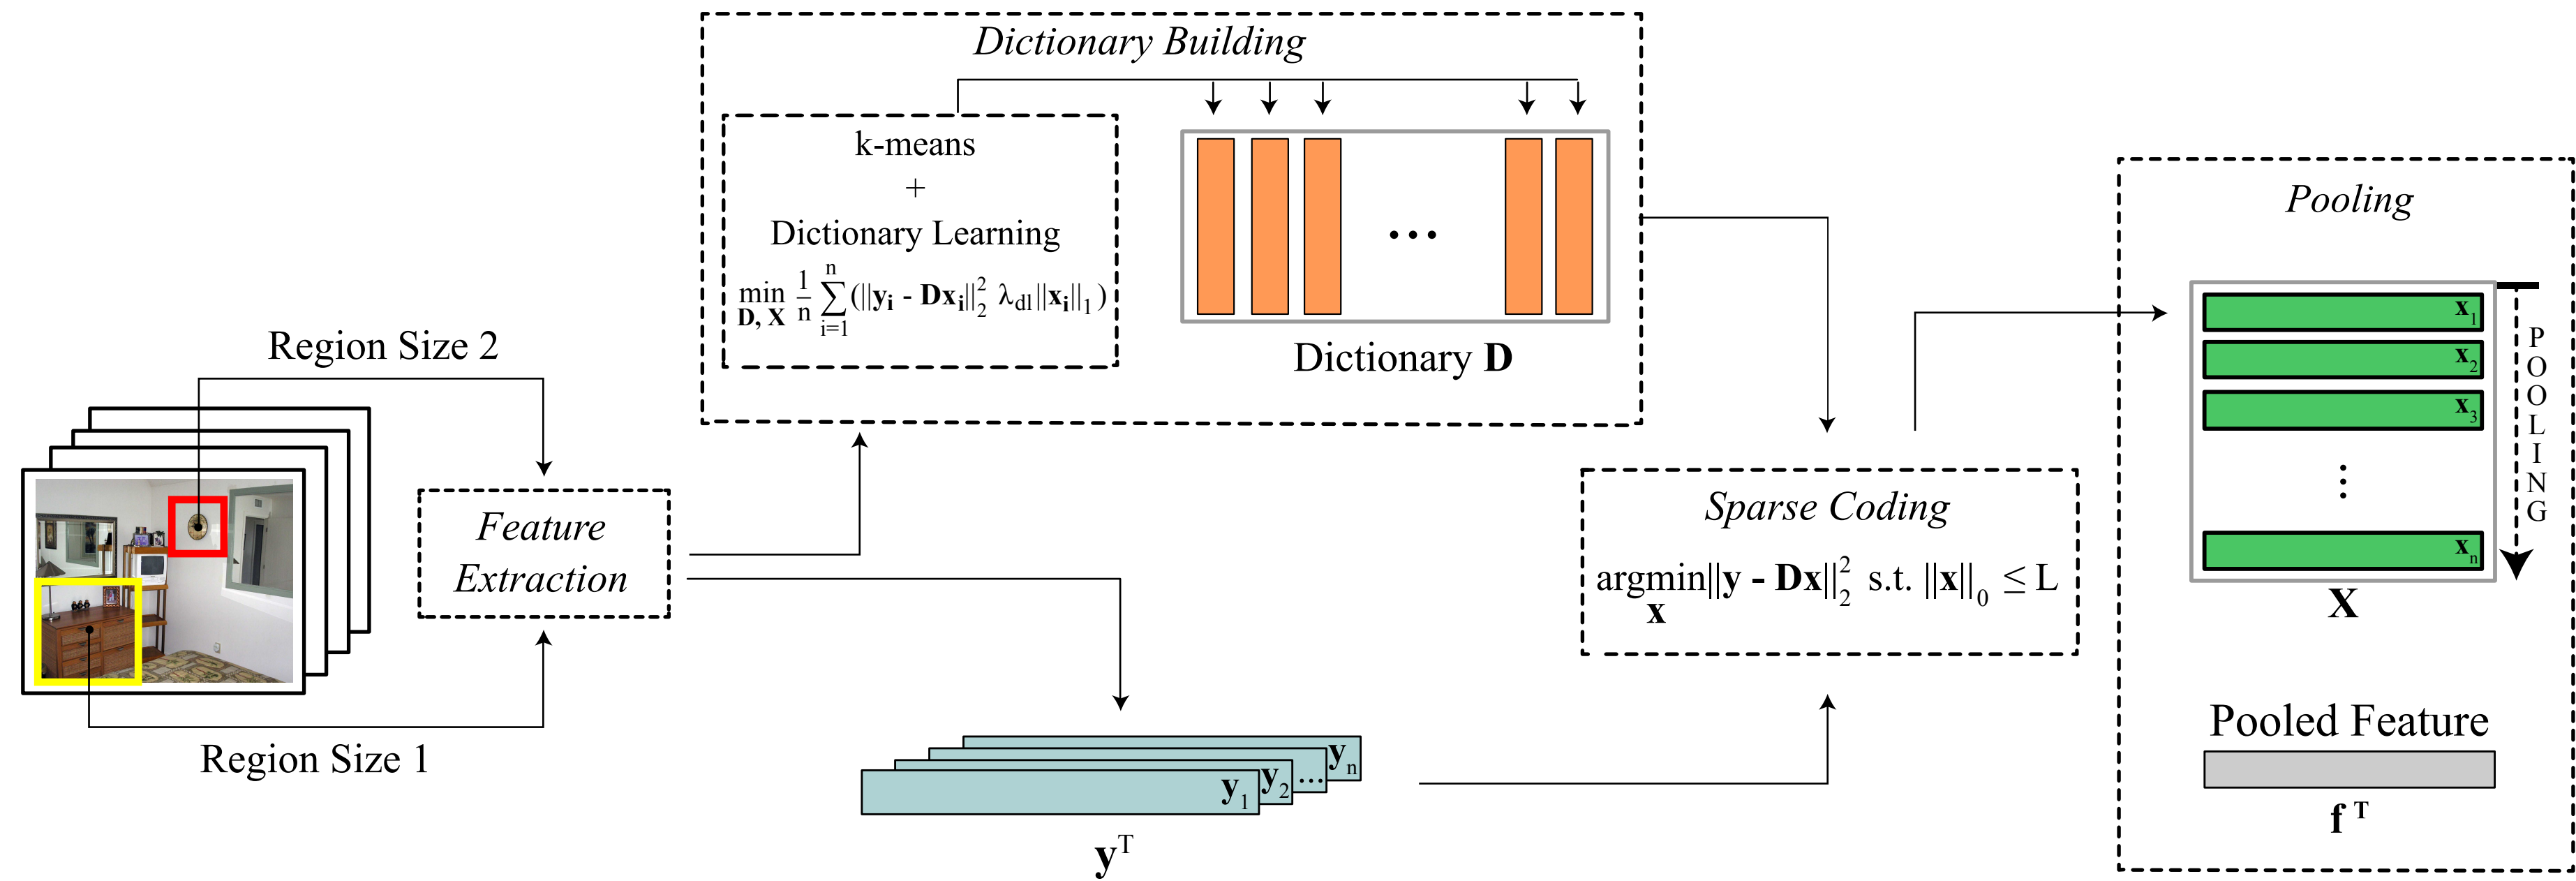 Dictionary Building
k-means
+
Dictionary Learning
min 1/n n∑i=1 (||yi - Dxi||²₂ λdl||xi||₁)
D, X
...
Dictionary D
Region Size 2
Feature
Extraction
Region Size 1
y1 y2 ... yn
yT
Sparse Coding
argmin||y - Dx||²₂ s.t. ||x||₀ ≤ L
x
Pooling
x1
x2
x3
⋮
xn
X
POOLING
Pooled Feature
f T